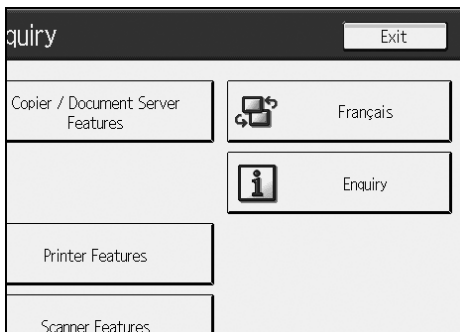 quiry
Exit
Copier / Document Server
Features
Français
Enquiry
Printer Features
Scanner Features